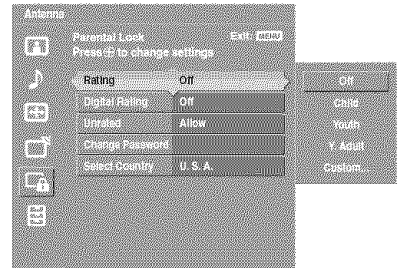 Antenna
Parental Lock Exit: MENU
Press to change settings
Rating Off
Digital Rating Off
Unrated Allow
Change Password
Select Country U. S. A.
Off
Child
Youth
Y. Adult
Custom...